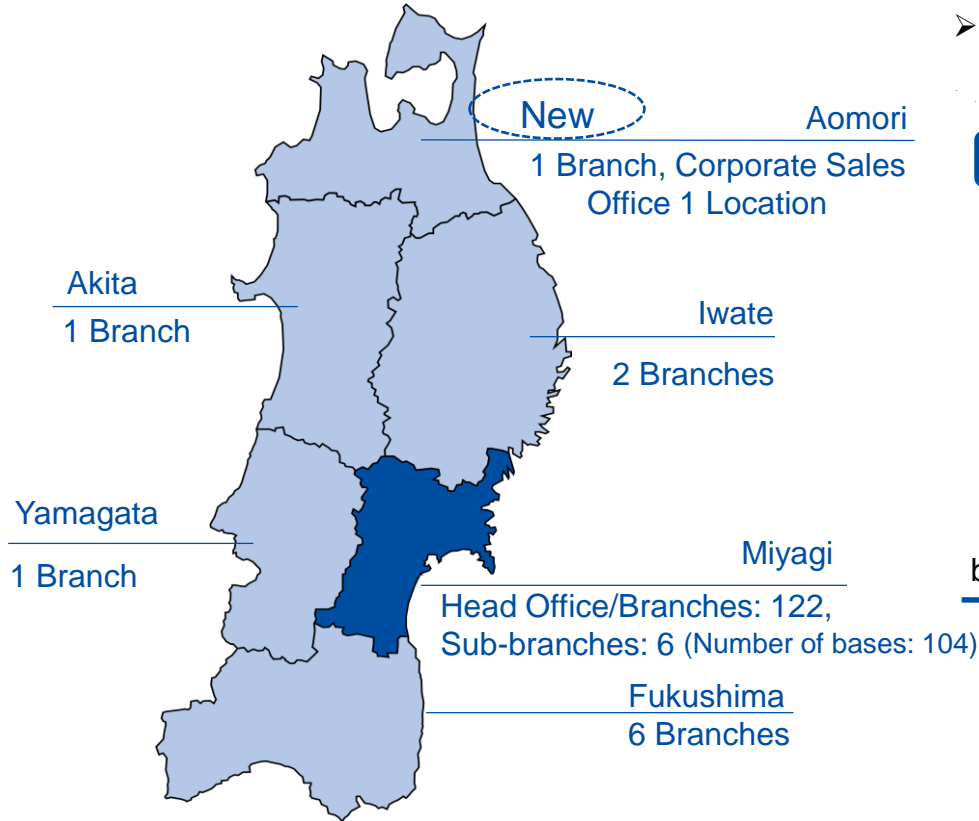 ➢
New
Aomori
1 Branch, Corporate Sales
Office 1 Location
Akita
1 Branch
Iwate
2 Branches
Yamagata
1 Branch
Miyagi
Head Office/Branches: 122,
Sub-branches: 6 (Number of bases: 104)
Fukushima
6 Branches